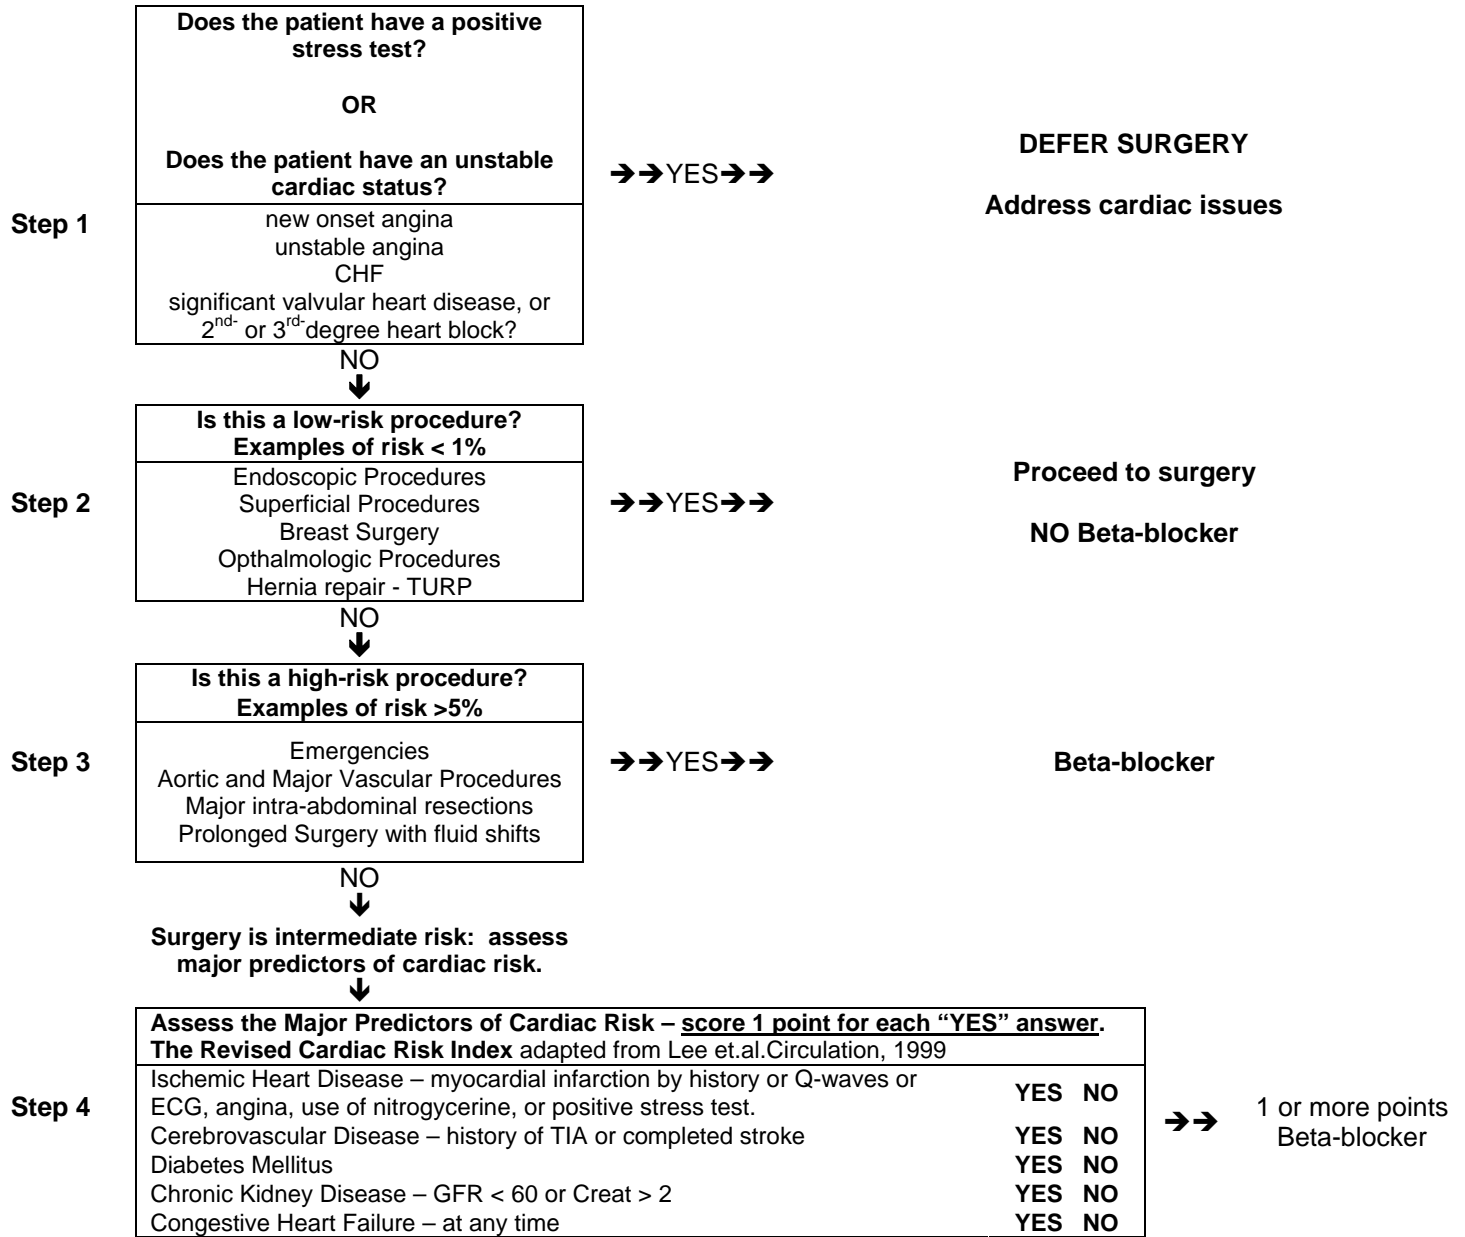 Does the patient have a positive
stress test?
OR
Does the patient have an unstable
cardiac status?
Step 1
new onset angina
unstable angina
CHF
significant valvular heart disease, or
2nd- or 3rd-degree heart block?
➔➔YES➔➔
DEFER SURGERY
Address cardiac issues
NO
🡻
Is this a low-risk procedure?
Examples of risk < 1%
Step 2
Endoscopic Procedures
Superficial Procedures
Breast Surgery
Opthalmologic Procedures
Hernia repair - TURP
➔➔YES➔➔
Proceed to surgery
NO Beta-blocker
NO
🡻
Is this a high-risk procedure?
Examples of risk >5%
Step 3
Emergencies
Aortic and Major Vascular Procedures
Major intra-abdominal resections
Prolonged Surgery with fluid shifts
➔➔YES➔➔
Beta-blocker
NO
🡻
Surgery is intermediate risk: assess
major predictors of cardiac risk.
🡻
Step 4
Assess the Major Predictors of Cardiac Risk – score 1 point for each “YES” answer.
The Revised Cardiac Risk Index adapted from Lee et.al.Circulation, 1999
Ischemic Heart Disease – myocardial infarction by history or Q-waves or
ECG, angina, use of nitrogycerine, or positive stress test. YES NO
Cerebrovascular Disease – history of TIA or completed stroke YES NO
Diabetes Mellitus YES NO
Chronic Kidney Disease – GFR < 60 or Creat > 2 YES NO
Congestive Heart Failure – at any time YES NO
➔➔
1 or more points
Beta-blocker